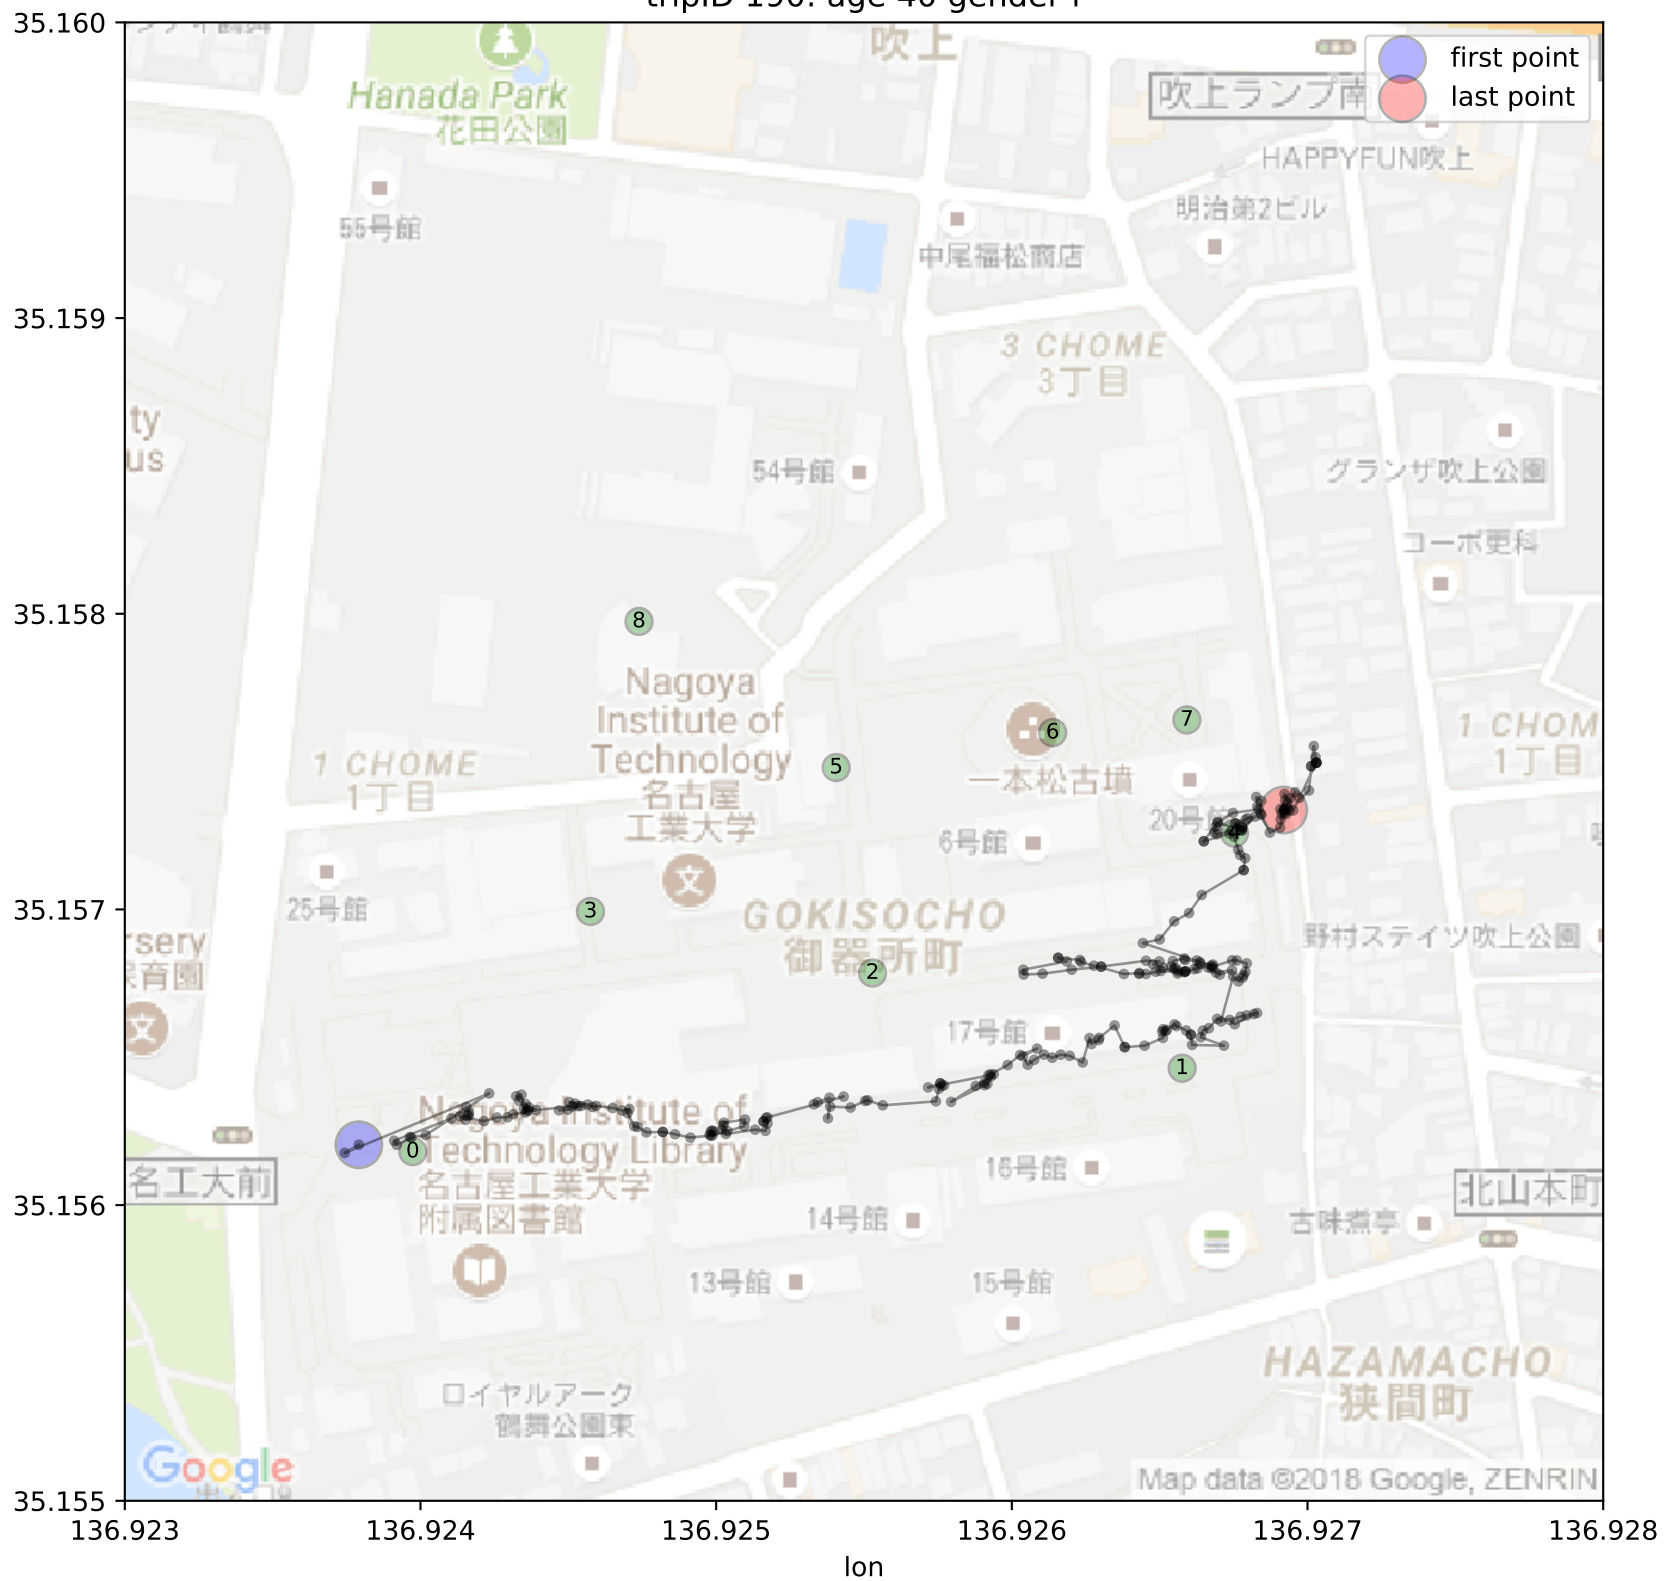 35.160
first point
last point
吹上
Hanada Park
花田公園
吹上ランプ南
HAPPYFUN吹上
明治第2ビル
55号館
中尾福松商店
35.159
3 CHOME
3丁目
ty
us
54号館
グランザ吹上公園
コーポ更科
35.158
8
Nagoya
Institute of
Technology
名古屋
工業大学
7
6
1 CHOM
1丁目
1 CHOME
1丁目
5
一本松古墳
20号館
4
6号館
25号館
35.157
3
GOKISOCHO
御器所町
野村ステイツ吹上公園
rsery
保育園
2
17号館
1
Nagoya Institute of
Technology Library
名古屋工業大学
附属図書館
0
名工大前
16号館
北山本町
35.156
14号館
古味煮亭
13号館
15号館
HAZAMACHO
狭間町
ロイヤルアーク
鶴舞公園東
Google
Map data ©2018 Google, ZENRIN
35.155
136.923
136.924
136.925
136.926
136.927
136.928
lon